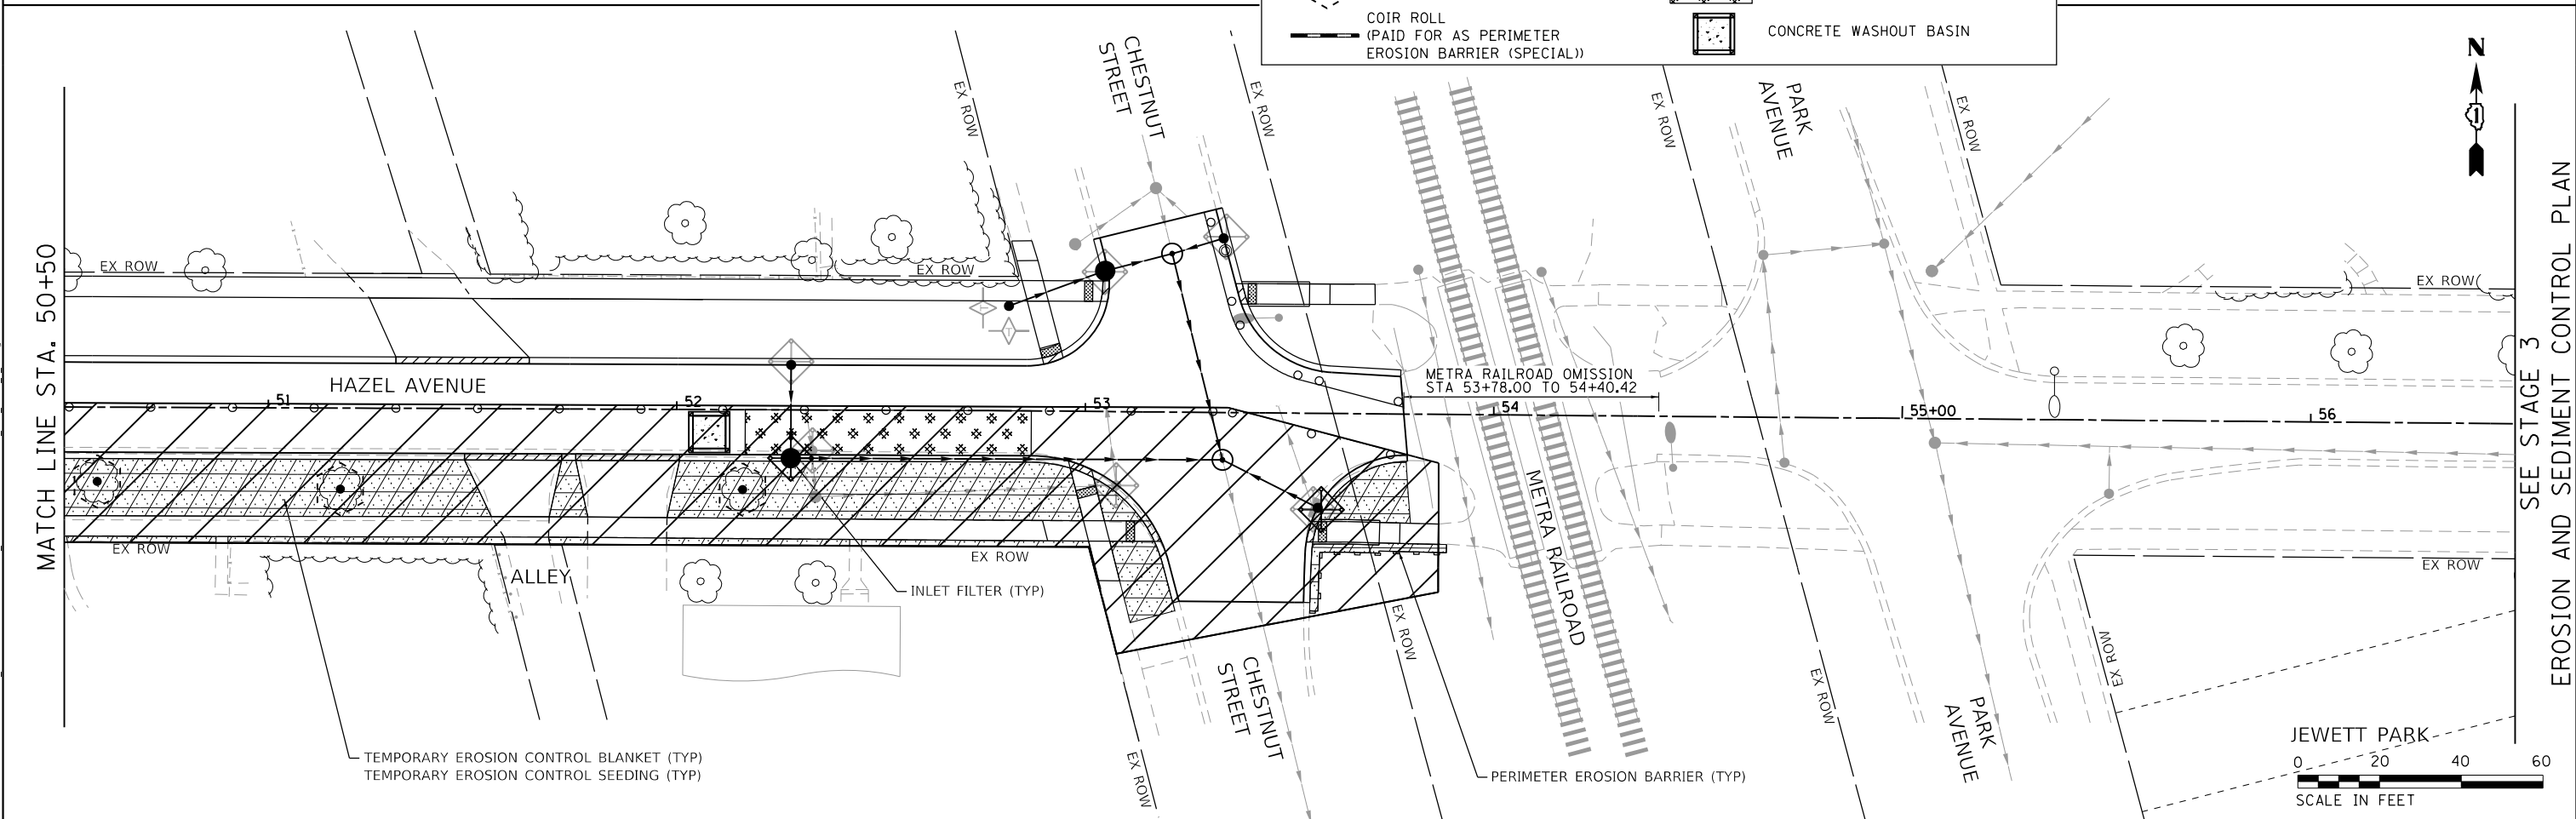 COIR ROLL
(PAID FOR AS PERIMETER
EROSION BARRIER (SPECIAL))
CONCRETE WASHOUT BASIN
N
1
CHESTNUT
STREET
EX ROW
EX ROW
EX ROW
PARK
AVENUE
EX ROW
MATCH LINE STA. 50+50
EX ROW
EX ROW
EX ROW
HAZEL AVENUE
METRA RAILROAD OMISSION
STA 53+78.00 TO 54+40.42
51
52
53
54
55+00
56
T
T
EX ROW
ALLEY
EX ROW
INLET FILTER (TYP)
METRA RAILROAD
EX ROW
EX ROW
EX ROW
CHESTNUT
STREET
EX ROW
EX ROW
PARK
AVENUE
TEMPORARY EROSION CONTROL BLANKET (TYP)
TEMPORARY EROSION CONTROL SEEDING (TYP)
PERIMETER EROSION BARRIER (TYP)
JEWETT PARK
0 20 40 60
SCALE IN FEET
SEE STAGE 3
EROSION AND SEDIMENT CONTROL PLAN